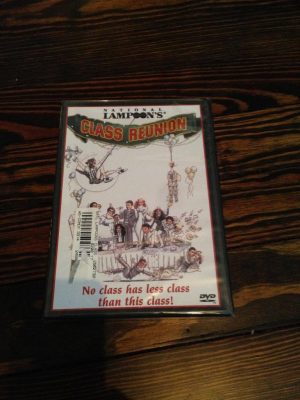 NATIONAL
LAMPOON'S
CLASS REUNION
No class has less class
than this class!
DVD